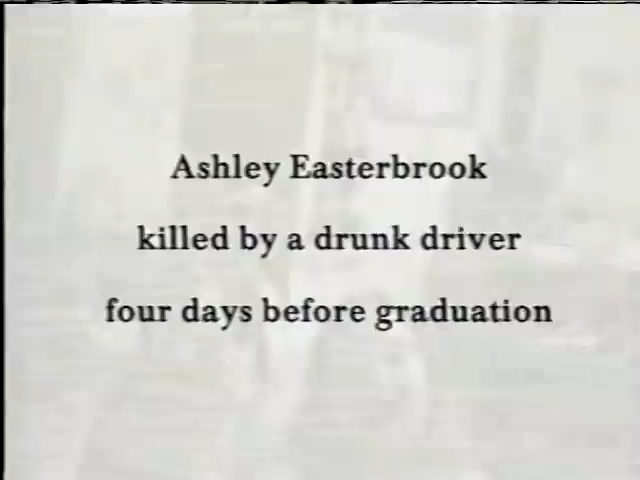 Ashley Easterbrook
killed by a drunk driver
four days before graduation